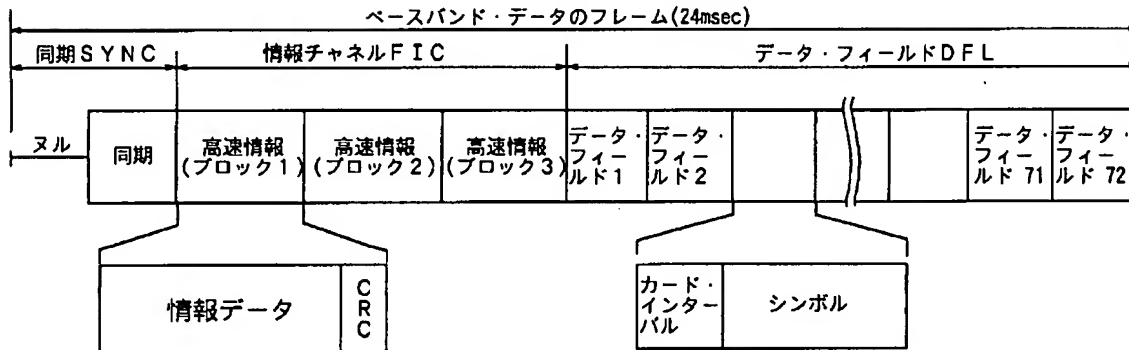 ベースバンド・データのフレーム(24msec)
同期SYNC
情報チャネルFIC
データ・フィールドDFL
ヌル
同期
高速情報
(ブロック1)
高速情報
(ブロック2)
高速情報
(ブロック3)
データ・
フィー
ルド1
データ・
フィー
ルド2
データ・
フィー
ルド 71
データ・
フィー
ルド 72
情報データ
C
R
C
カード・
インター
バル
シンボル